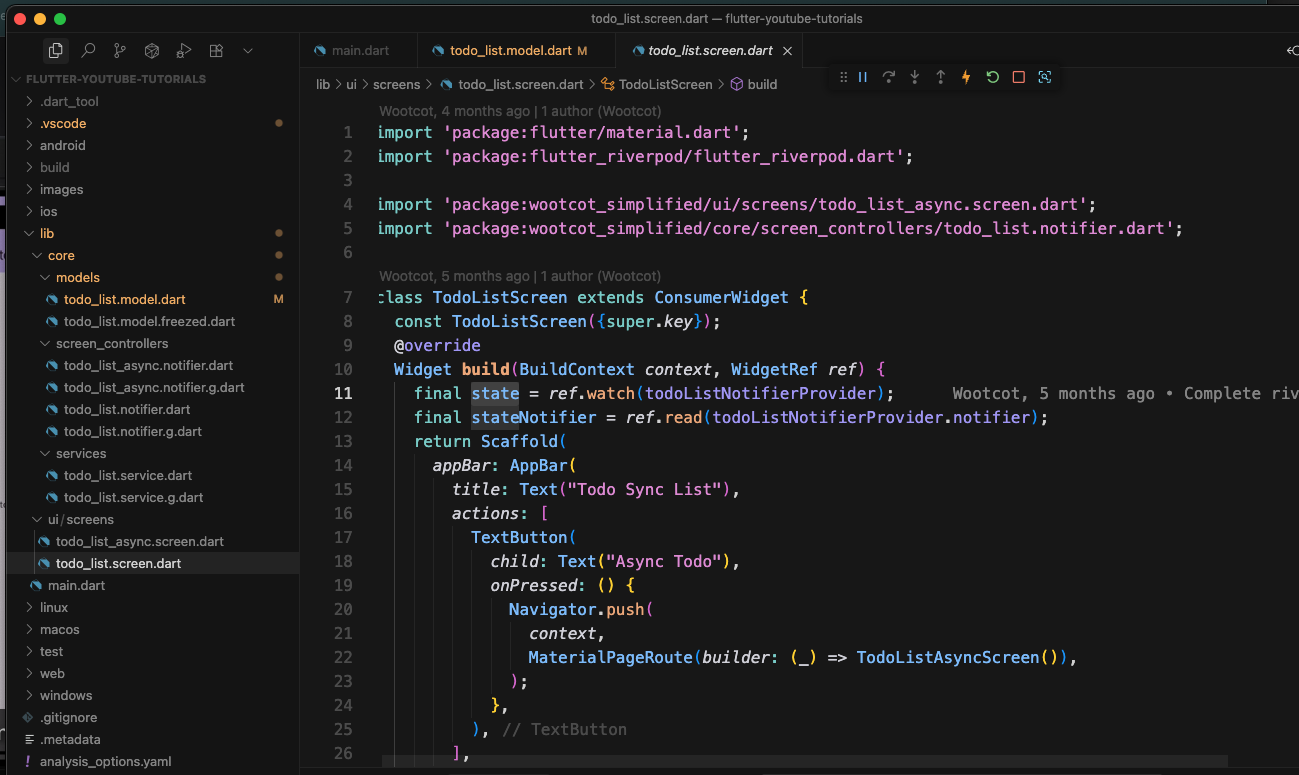 todo_list.screen.dart — flutter-youtube-tutorials
main.dart
todo_list.model.dart M
todo_list.screen.dart
FLUTTER-YOUTUBE-TUTORIALS
.dart_tool
.vscode
android
build
images
ios
lib
core
models
todo_list.model.dart M
todo_list.model.freezed.dart
screen_controllers
todo_list_async.notifier.dart
todo_list_async.notifier.g.dart
todo_list.notifier.dart
todo_list.notifier.g.dart
services
todo_list.service.dart
todo_list.service.g.dart
ui/screens
todo_list_async.screen.dart
todo_list.screen.dart
main.dart
linux
macos
test
web
windows
.gitignore
.metadata
! analysis_options.yaml
lib > ui > screens > todo_list.screen.dart > TodoListScreen > build
Wootcot, 4 months ago | 1 author (Wootcot)
1 import 'package:flutter/material.dart';
2 import 'package:flutter_riverpod/flutter_riverpod.dart';
3
4 import 'package:wootcot_simplified/ui/screens/todo_list_async.screen.dart';
5 import 'package:wootcot_simplified/core/screen_controllers/todo_list.notifier.dart';
6
Wootcot, 5 months ago | 1 author (Wootcot)
7 class TodoListScreen extends ConsumerWidget {
8 const TodoListScreen({super.key});
9 @override
10 Widget build(BuildContext context, WidgetRef ref) {
11 final state = ref.watch(todoListNotifierProvider); Wootcot, 5 months ago • Complete riv
12 final stateNotifier = ref.read(todoListNotifierProvider.notifier);
13 return Scaffold(
14 appBar: AppBar(
15 title: Text("Todo Sync List"),
16 actions: [
17 TextButton(
18 child: Text("Async Todo"),
19 onPressed: () {
20 Navigator.push(
21 context,
22 MaterialPageRoute(builder: (_) => TodoListAsyncScreen()),
23 );
24 },
25 ), // TextButton
26 ],